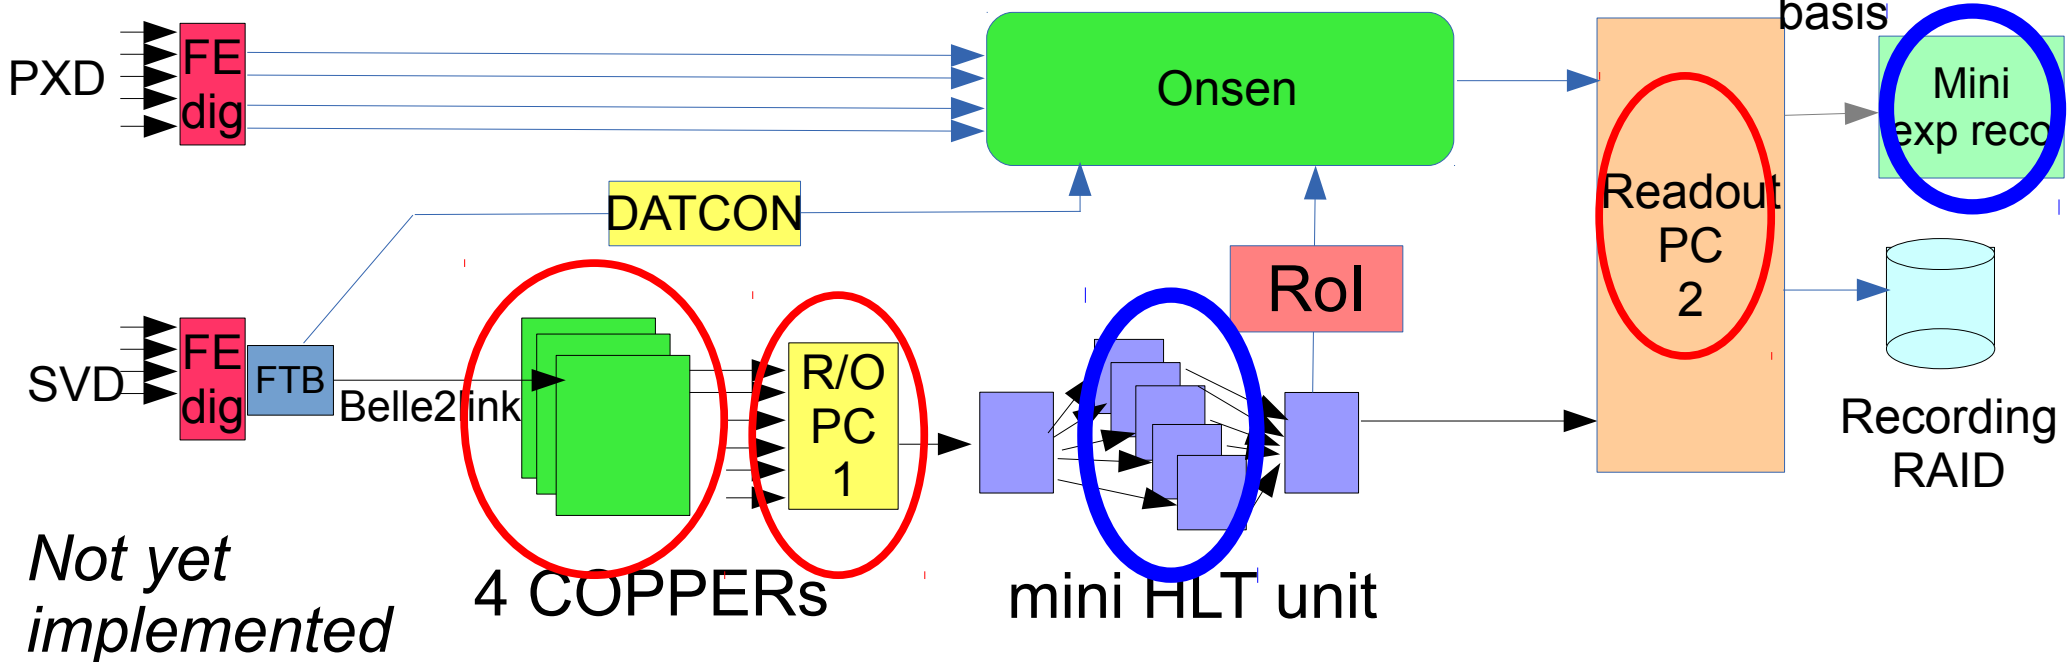 basis
PXD
FE
dig
Onsen
Mini
exp reco
DATCON
Readout
PC
2
RoI
SVD
FE
dig
FTB
Belle2link
R/O
PC
1
Recording
RAID
4 COPPERs
mini HLT unit
Not yet
implemented